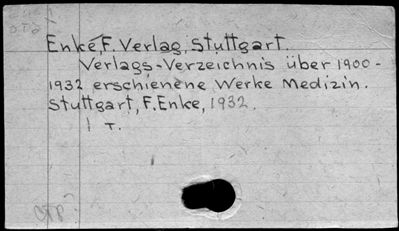 Enke, F. Verlag, Stuttgart.
Verlags-Verzeichnis über 1900-
1932 erschienene Werke Medizin.
Stuttgart, F. Enke, 1932.
1 T.